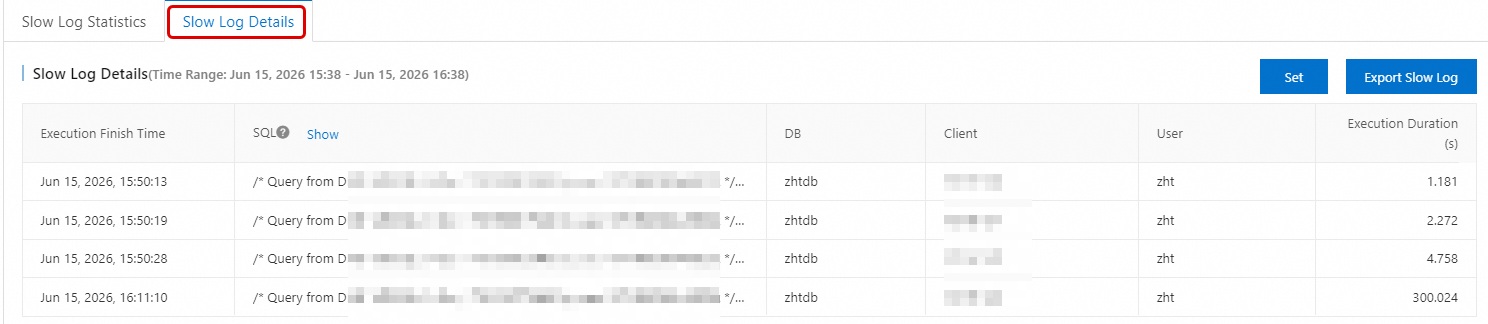 Slow Log Statistics Slow Log Details
Slow Log Details(Time Range: Jun 15, 2026 15:38 - Jun 15, 2026 16:38) Set Export Slow Log
Execution Finish Time SQL? Show DB Client User Execution Duration (s)
Jun 15, 2026, 15:50:13 /* Query from D */... zhtdb zht 1.181
Jun 15, 2026, 15:50:19 /* Query from D */... zhtdb zht 2.272
Jun 15, 2026, 15:50:28 /* Query from D */... zhtdb zht 4.758
Jun 15, 2026, 16:11:10 /* Query from D */... zhtdb zht 300.024